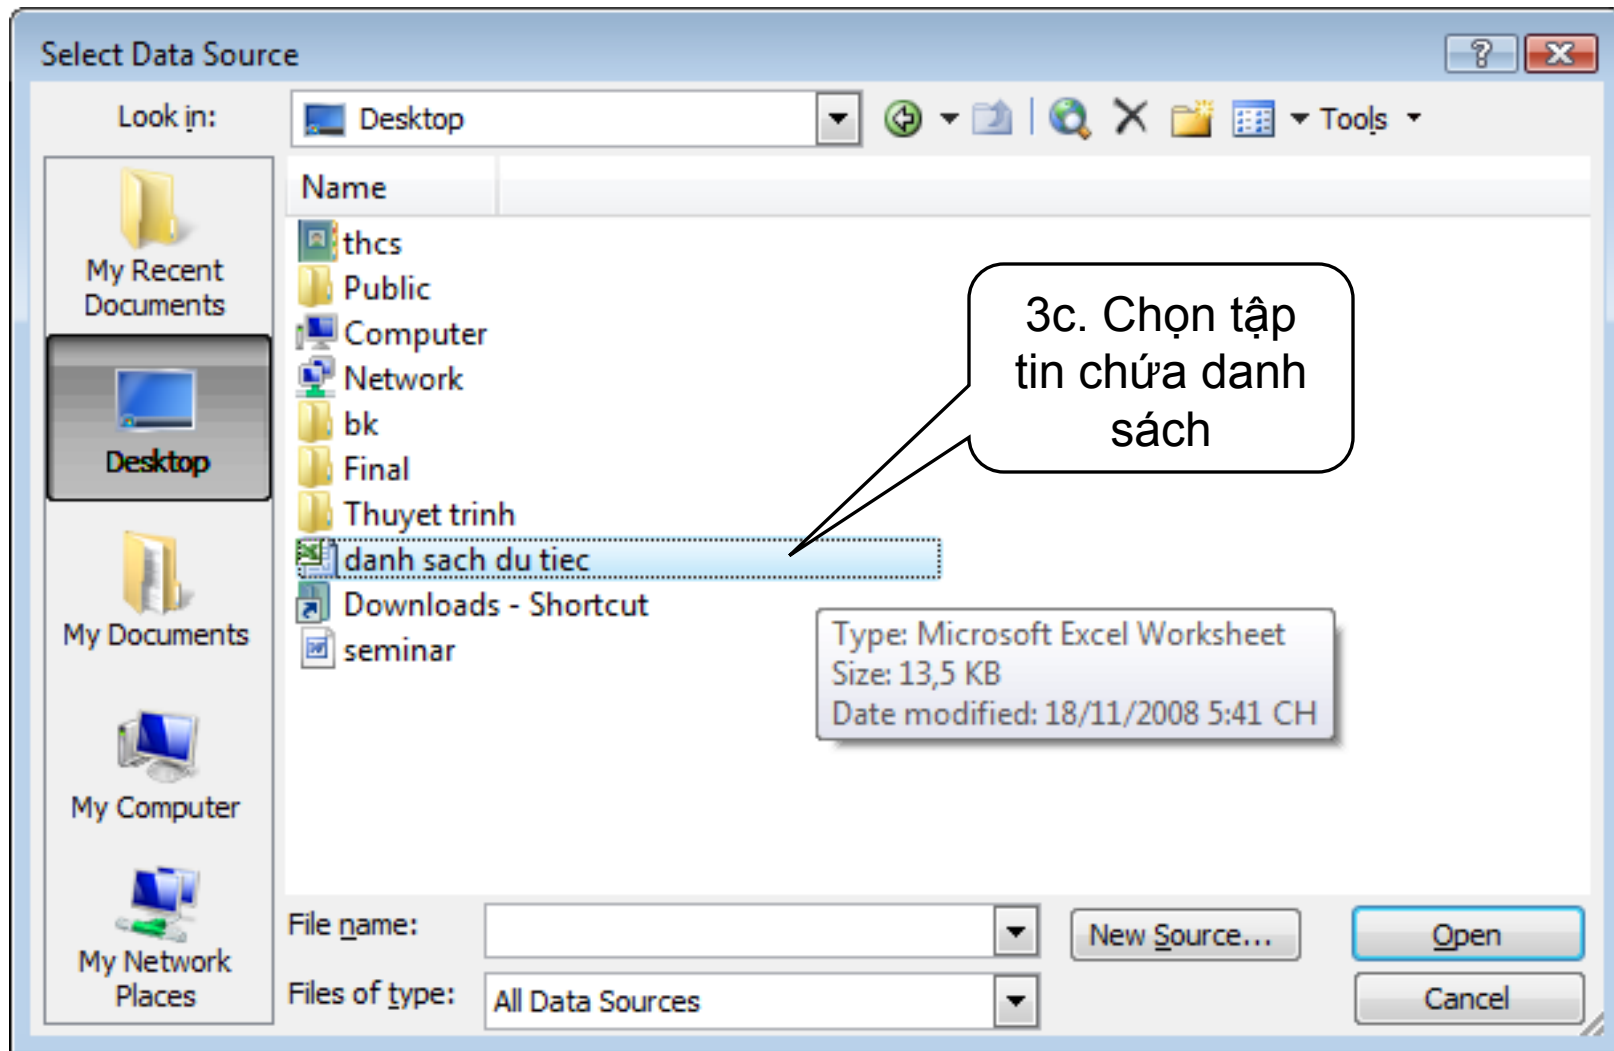 Select Data Source
Look in:
Desktop
Tools
Name
My Recent
Documents
Desktop
My Documents
My Computer
My Network
Places
thcs
Public
Computer
Network
bk
Final
Thuyet trinh
danh sach du tiec
Downloads - Shortcut
seminar
3c. Chọn tập
tin chứa danh
sách
Type: Microsoft Excel Worksheet
Size: 13,5 KB
Date modified: 18/11/2008 5:41 CH
File name:
New Source...
Open
Files of type:
All Data Sources
Cancel